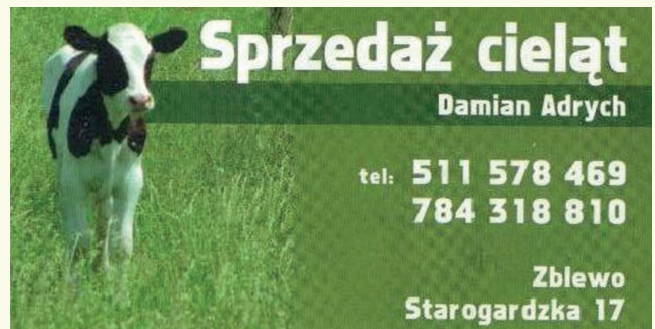 Sprzedaż cieląt
Damian Adrych
tel: 511 578 469
784 318 810
Zblewo
Starogardzka 17